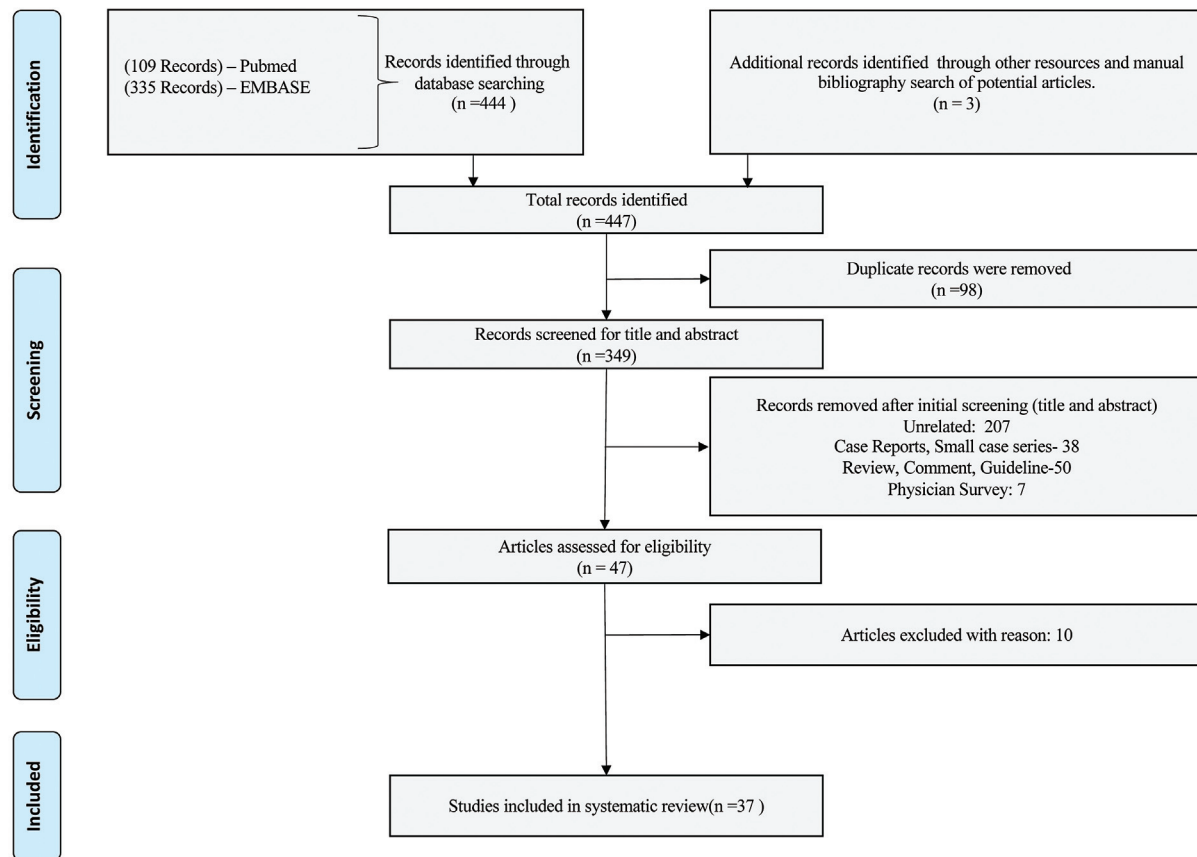 Identification
(109 Records) – Pubmed
(335 Records) – EMBASE
Records identified through
database searching
(n =444 )
Additional records identified  through other resources and manual
bibliography search of potential articles.
(n = 3)
Total records identified
(n =447)
Screening
Duplicate records were removed
(n =98)
Records screened for title and abstract
(n =349)
Records removed after initial screening (title and abstract)
Unrelated:  207
Case Reports, Small case series- 38
Review, Comment, Guideline-50
Physician Survey: 7
Eligibility
Articles assessed for eligibility
(n = 47)
Articles excluded with reason: 10
Included
Studies included in systematic review(n =37 )